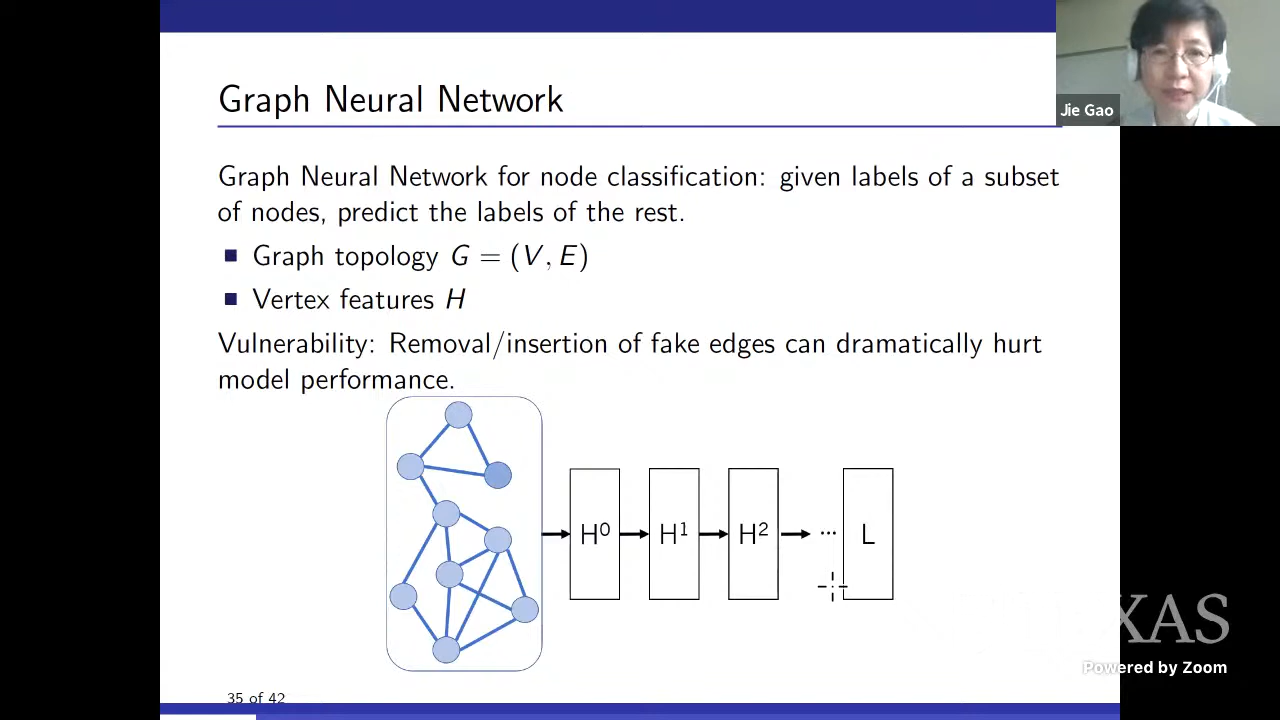 Graph Neural Network
Jie Gao
Graph Neural Network for node classification: given labels of a subset
of nodes, predict the labels of the rest.
Graph topology G = (V, E)
Vertex features H
Vulnerability: Removal/insertion of fake edges can dramatically hurt
model performance.
H⁰ H¹ H² ... L
XAS
Powered by Zoom
35 of 42